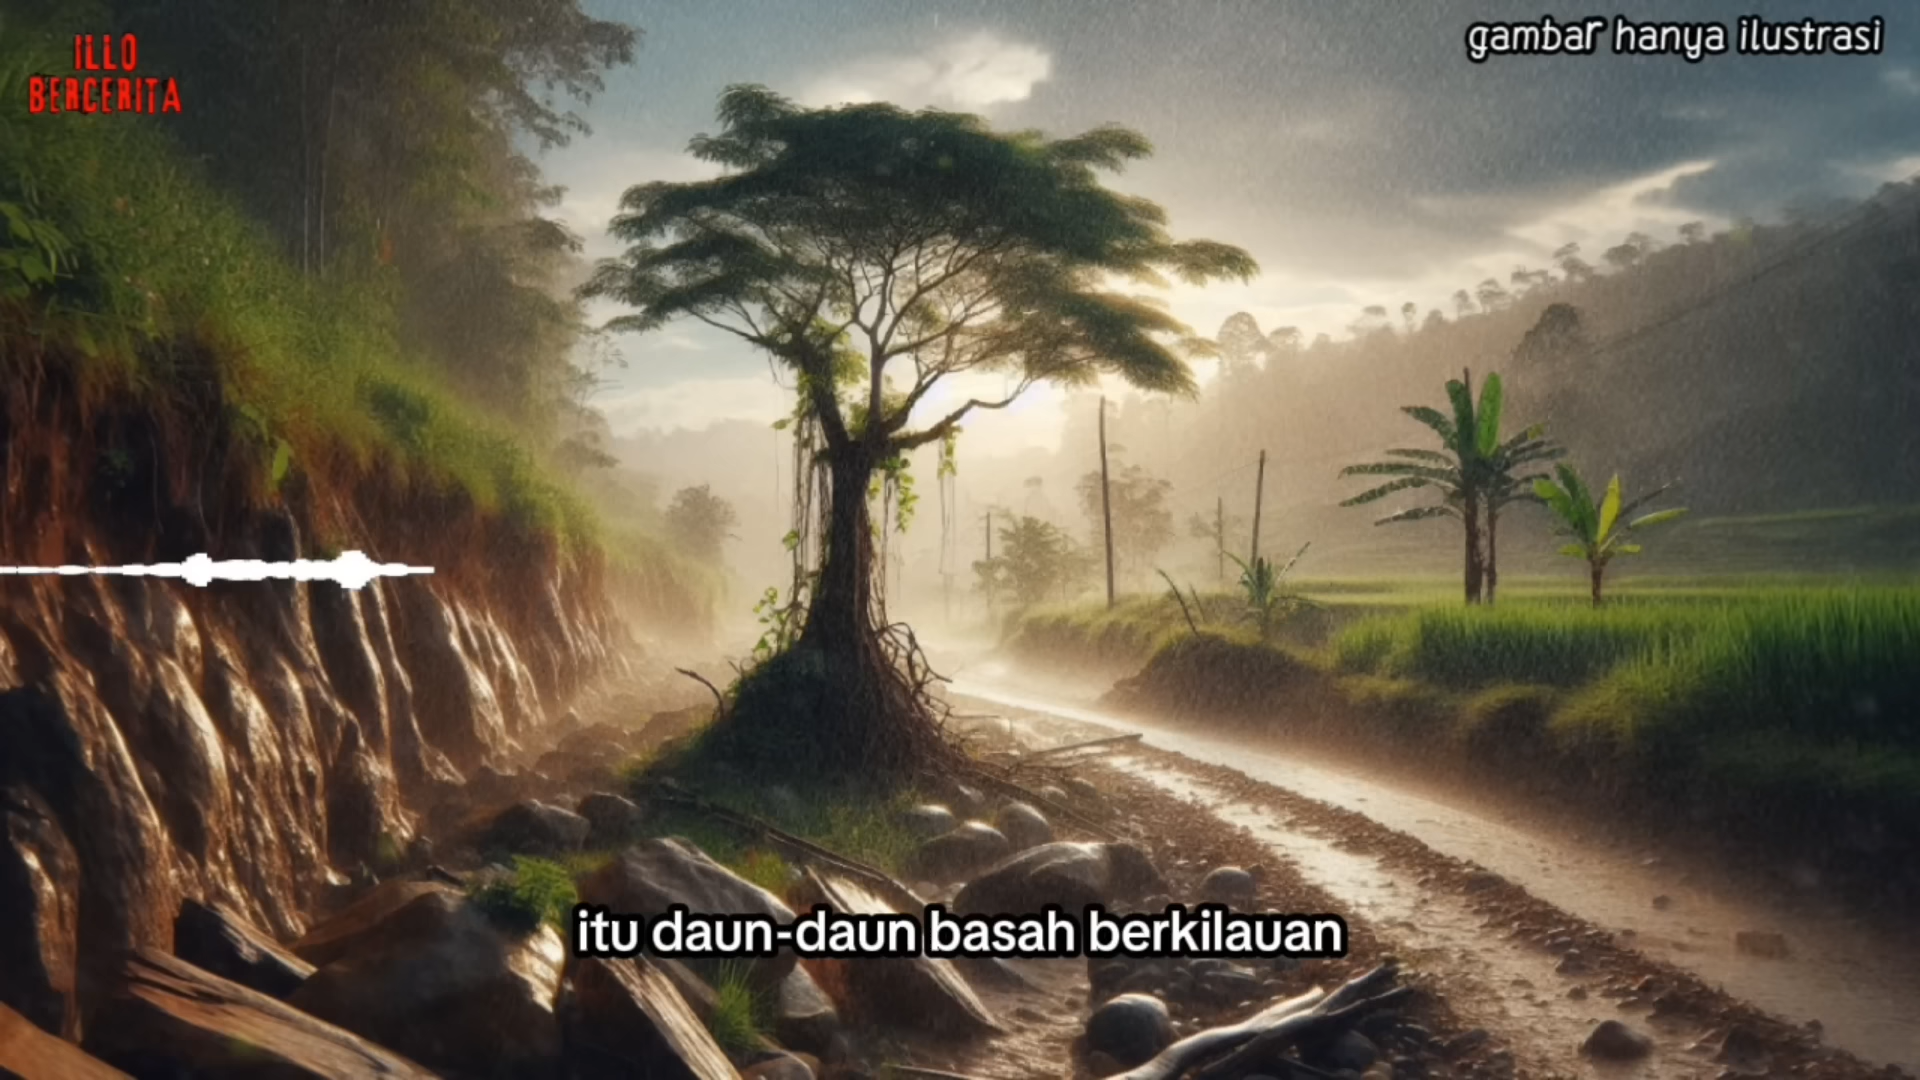 ILLO
BERCERITA
gambar hanya ilustrasi
itu daun-daun basah berkilauan